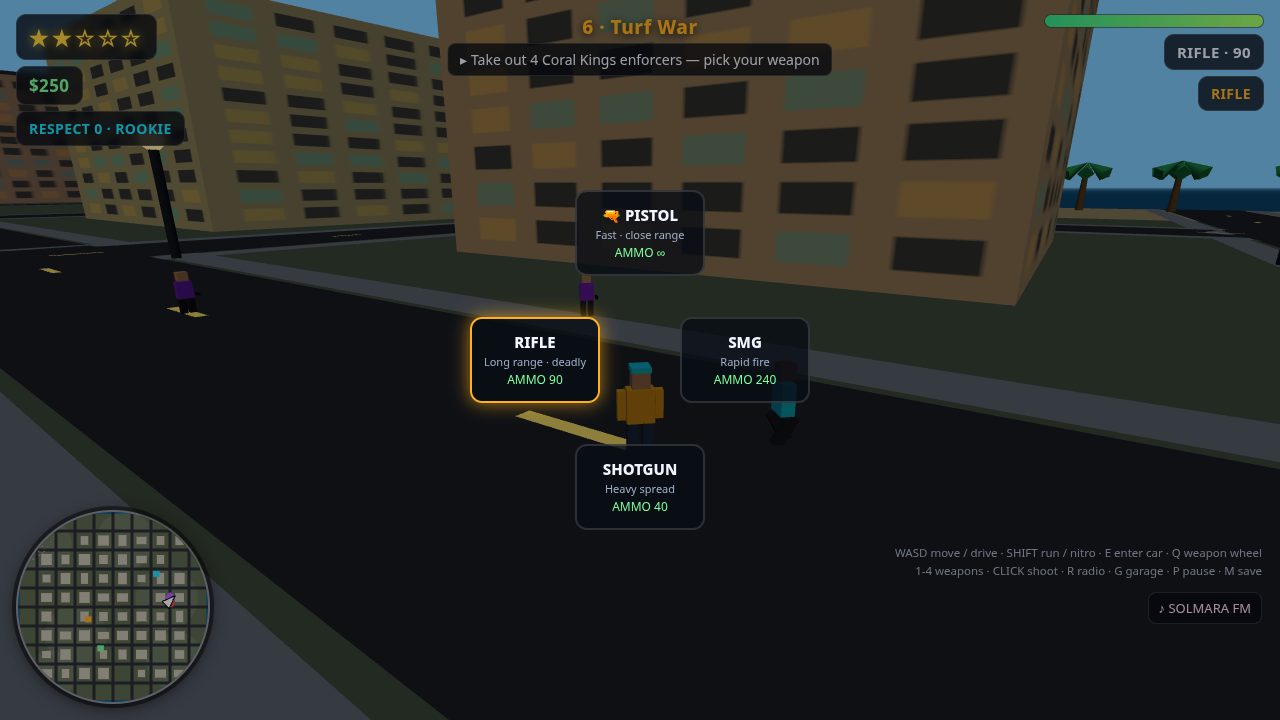 ★★☆☆☆
$250
RESPECT 0 · ROOKIE
6 · Turf War
▸ Take out 4 Coral Kings enforcers — pick your weapon
RIFLE · 90
RIFLE
🔫 PISTOL
Fast · close range
AMMO ∞
RIFLE
Long range · deadly
AMMO 90
SMG
Rapid fire
AMMO 240
SHOTGUN
Heavy spread
AMMO 40
WASD move / drive · SHIFT run / nitro · E enter car · Q weapon wheel
1-4 weapons · CLICK shoot · R radio · G garage · P pause · M save
♪ SOLMARA FM